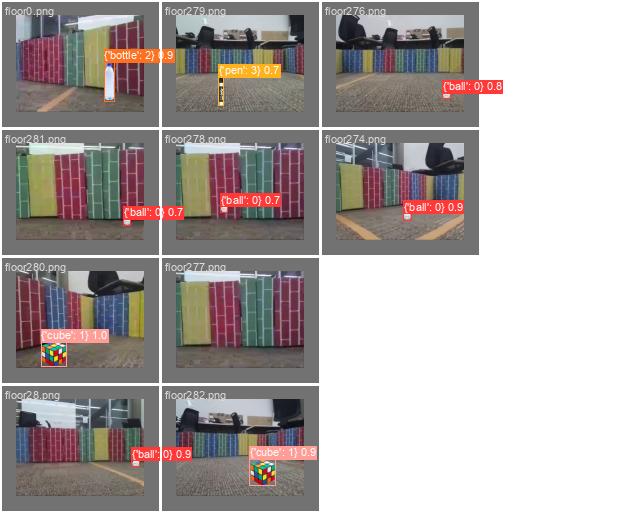 floor0.png
{'bottle': 2} 0.9
floor279.png
{'pen': 3} 0.7
floor276.png
{'ball': 0} 0.8
floor281.png
{'ball': 0} 0.7
floor278.png
{'ball': 0} 0.7
floor274.png
{'ball': 0} 0.9
floor280.png
{'cube': 1} 1.0
floor277.png
floor28.png
{'ball': 0} 0.9
floor282.png
{'cube': 1} 0.9